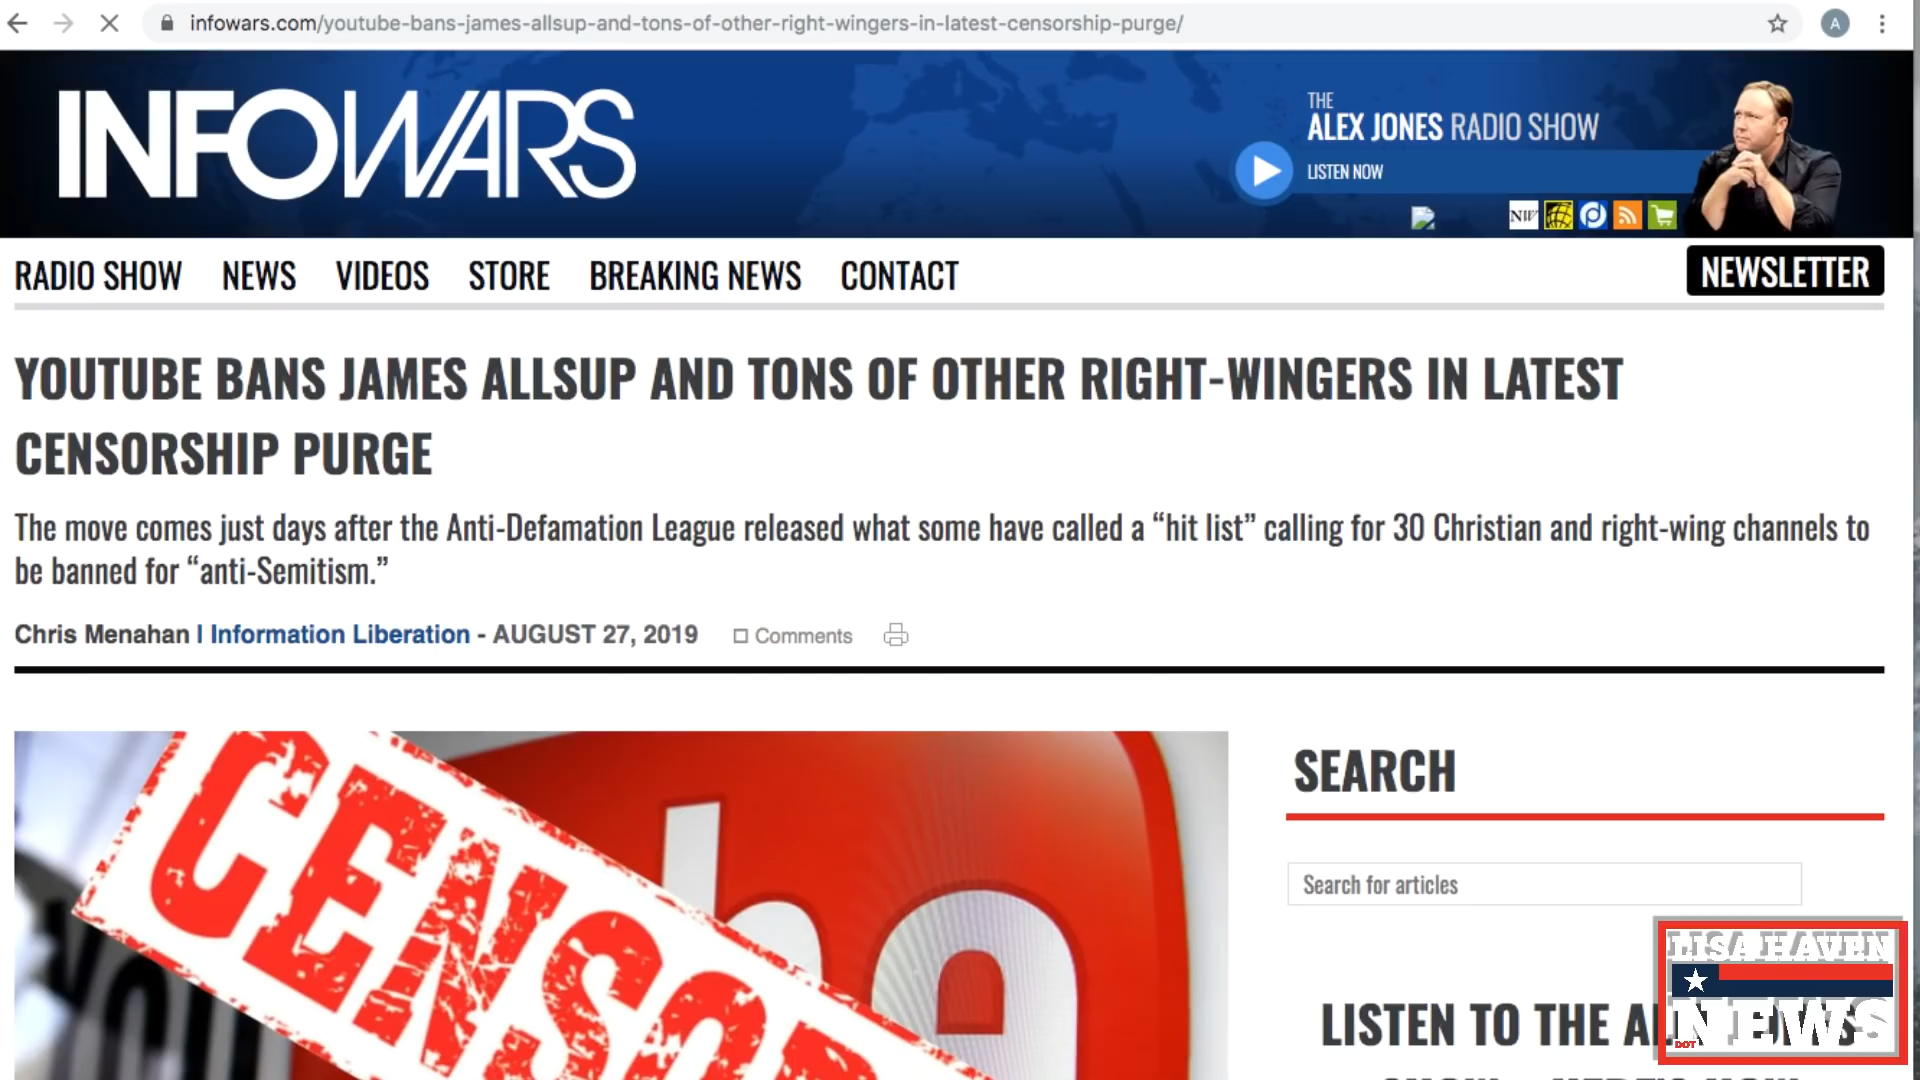 infowars.com/youtube-bans-james-allsup-and-tons-of-other-right-wingers-in-latest-censorship-purge/
A
INFOWARS
THE
ALEX JONES RADIO SHOW
LISTEN NOW
NW
RADIO SHOW NEWS VIDEOS STORE BREAKING NEWS CONTACT
NEWSLETTER
YOUTUBE BANS JAMES ALLSUP AND TONS OF OTHER RIGHT-WINGERS IN LATEST
CENSORSHIP PURGE
The move comes just days after the Anti-Defamation League released what some have called a “hit list” calling for 30 Christian and right-wing channels to
be banned for “anti-Semitism.”
Chris Menahan | Information Liberation - AUGUST 27, 2019 Comments
CENSOR
be
SEARCH
Search for articles
LISTEN TO THE
LISA HAVEN
DOT NEWS